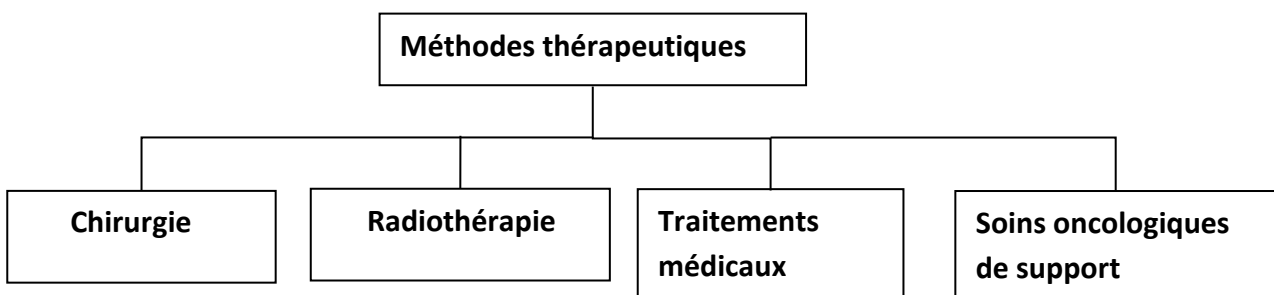 Méthodes thérapeutiques
Chirurgie
Radiothérapie
Traitements
médicaux
Soins oncologiques
de support